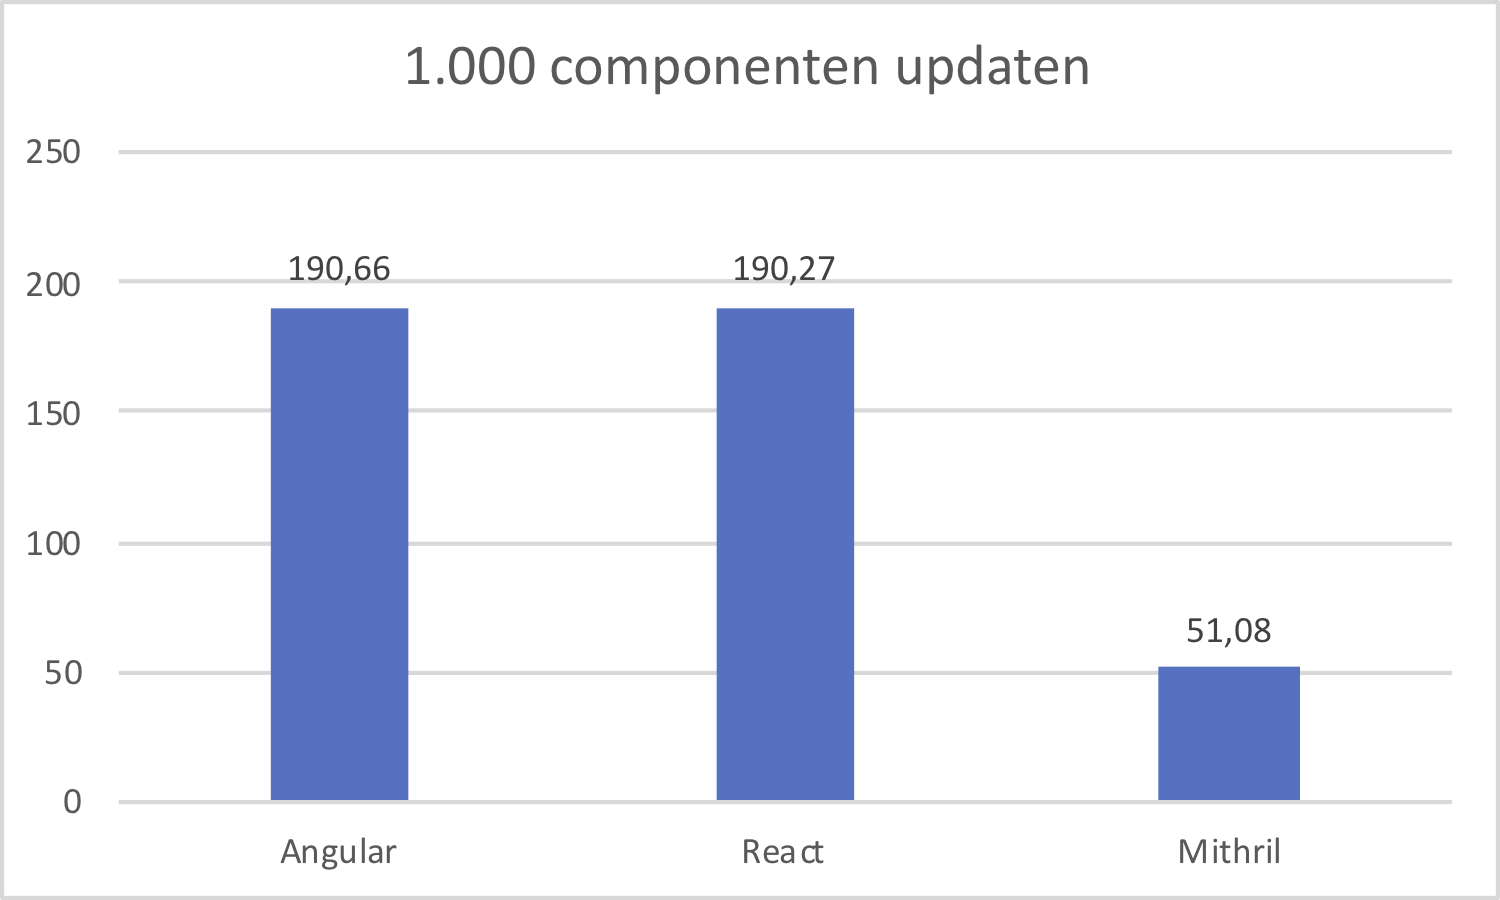 1.000 componenten updaten
250
200
150
100
50
0
190,66
190,27
51,08
Angular
React
Mithril